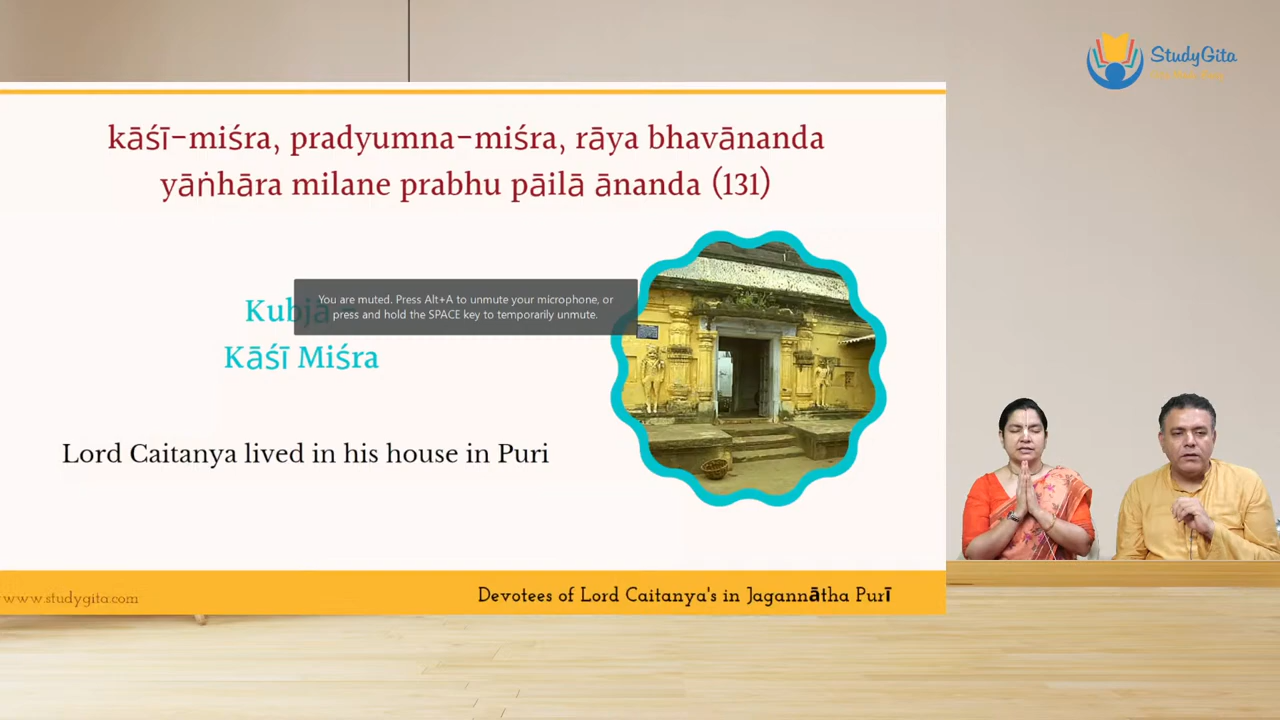 StudyGita
kāśī-miśra, pradyumna-miśra, rāya bhavānanda
yāṅhāra milane prabhu pāilā ānanda (131)
You are muted. Press Alt+A to unmute your microphone, or
press and hold the SPACE key to temporarily unmute.
Kubjā
Kāśī Miśra
Lord Caitanya lived in his house in Puri
www.studygita.com
Devotees of Lord Caitanya's in Jagannātha Purī